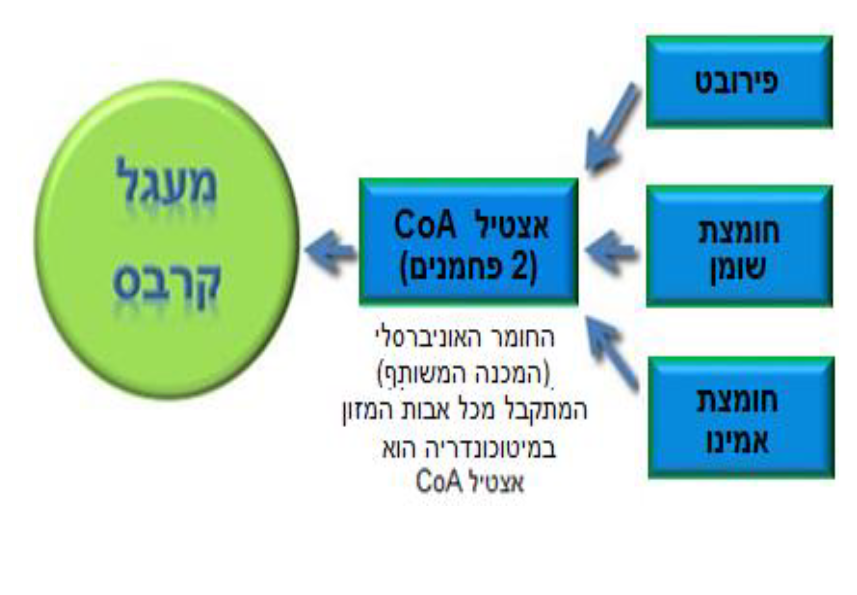 פירובט
חומצת
שומן
חומצת
אמינו
אצטיל CoA
(2 פחמנים)
החומר האוניברסלי
(המכנה המשותף)
המתקבל מכל אבות המזון
במיטוכונדריה הוא
אצטיל CoA
מעגל
קרבס